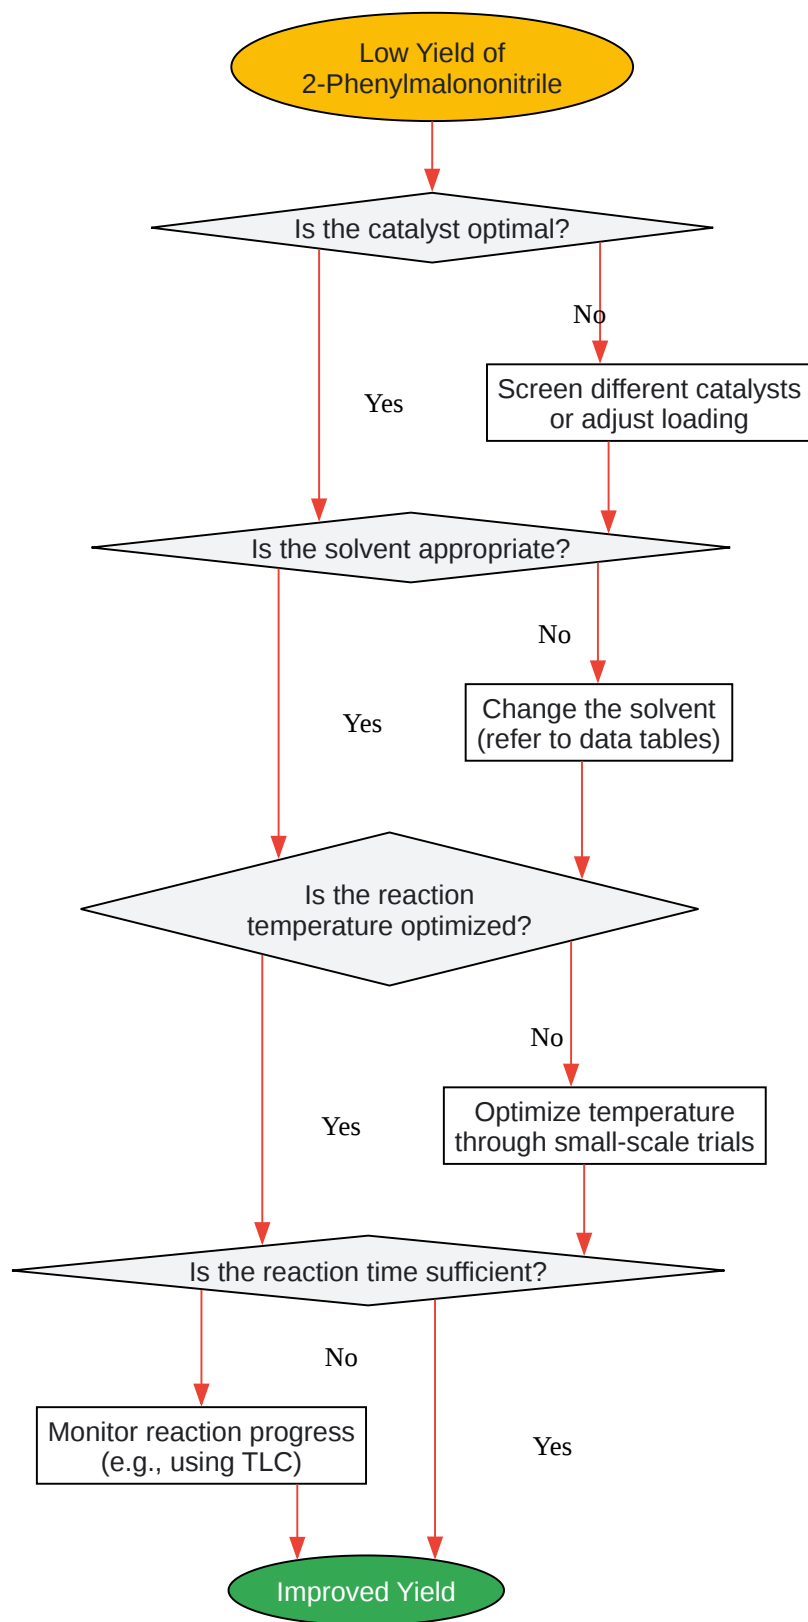 Low Yield of
2-Phenylmalononitrile
Is the catalyst optimal?
No
Screen different catalysts
or adjust loading
Yes
Is the solvent appropriate?
No
Change the solvent
(refer to data tables)
Yes
Is the reaction
temperature optimized?
No
Optimize temperature
through small-scale trials
Yes
Is the reaction time sufficient?
No
Monitor reaction progress
(e.g., using TLC)
Yes
Improved Yield